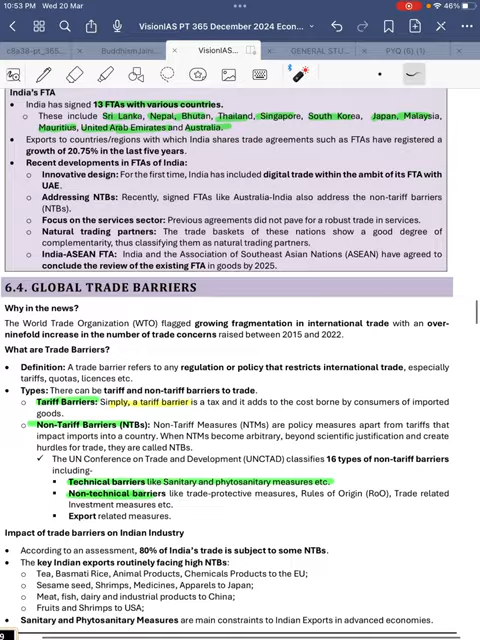 10:53 PM Wed 20 Mar
46%
VisionIAS PT 365 December 2024 Econ...
c8a38-pt_365...
BuddhismJaini...
VisionIAS...
GENERAL STU...
PYQ (6) (1)
India's FTA
• India has signed 13 FTAs with various countries.
○ These include Sri Lanka, Nepal, Bhutan, Thailand, Singapore, South Korea, Japan, Malaysia,
Mauritius, United Arab Emirates and Australia.
• Exports to countries/regions with which India shares trade agreements such as FTAs have registered a
growth of 20.75% in the last five years.
• Recent developments in FTAs of India:
○ Innovative design: For the first time, India has included digital trade within the ambit of its FTA with
UAE.
○ Addressing NTBs: Recently, signed FTAs like Australia-India also address the non-tariff barriers
(NTBs).
○ Focus on the services sector: Previous agreements did not pave for a robust trade in services.
○ Natural trading partners: The trade baskets of these nations show a good degree of
complementarity, thus classifying them as natural trading partners.
○ India-ASEAN FTA: India and the Association of Southeast Asian Nations (ASEAN) have agreed to
conclude the review of the existing FTA in goods by 2025.
6.4. GLOBAL TRADE BARRIERS
Why in the news?
The World Trade Organization (WTO) flagged growing fragmentation in international trade with an over-
ninefold increase in the number of trade concerns raised between 2015 and 2022.
What are Trade Barriers?
• Definition: A trade barrier refers to any regulation or policy that restricts international trade, especially
tariffs, quotas, licences etc.
• Types: There can be tariff and non-tariff barriers to trade.
○ Tariff Barriers: Simply, a tariff barrier is a tax and it adds to the cost borne by consumers of imported
goods.
○ Non-Tariff Barriers (NTBs): Non-Tariff Measures (NTMs) are policy measures apart from tariffs that
impact imports into a country. When NTMs become arbitrary, beyond scientific justification and create
hurdles for trade, they are called NTBs.
✓ The UN Conference on Trade and Development (UNCTAD) classifies 16 types of non-tariff barriers
including-
▪ Technical barriers like Sanitary and phytosanitary measures etc.
▪ Non-technical barriers like trade-protective measures, Rules of Origin (RoO), Trade related
Investment measures etc.
▪ Export related measures.
Impact of trade barriers on Indian Industry
• According to an assessment, 80% of India's trade is subject to some NTBs.
• The key Indian exports routinely facing high NTBs:
○ Tea, Basmati Rice, Animal Products, Chemicals Products to the EU;
○ Sesame seed, Shrimps, Medicines, Apparels to Japan;
○ Meat, fish, dairy and industrial products to China;
○ Fruits and Shrimps to USA;
• Sanitary and Phytosanitary Measures are main constraints to Indian Exports in advanced economies.